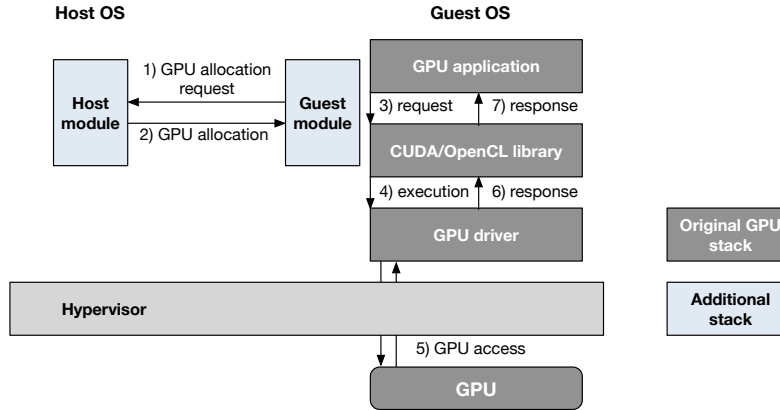 Host OS
Guest OS
Host
module
1) GPU allocation
request
2) GPU allocation
Guest
module
GPU application
3) request
7) response
CUDA/OpenCL library
4) execution
6) response
GPU driver
Original GPU
stack
Hypervisor
Additional
stack
5) GPU access
GPU